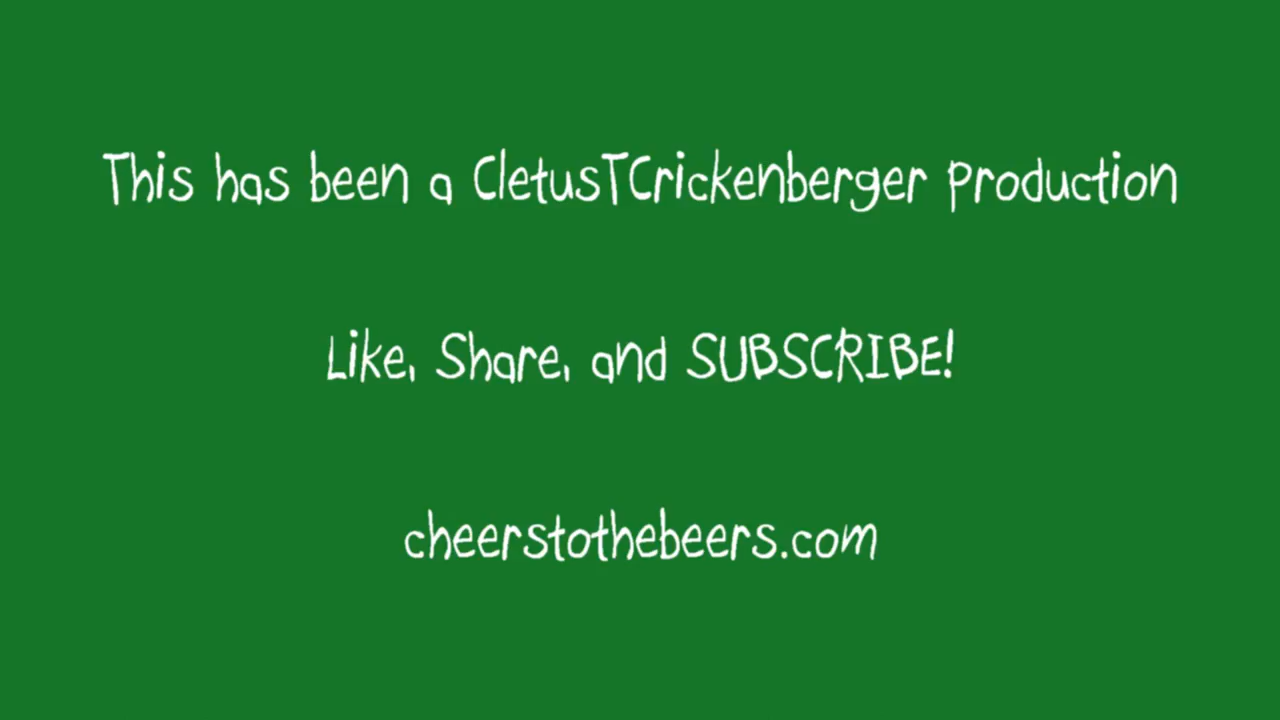 This has been a CletusTCrickenberger production
Like, Share, and SUBSCRIBE!
cheerstothebeers.com